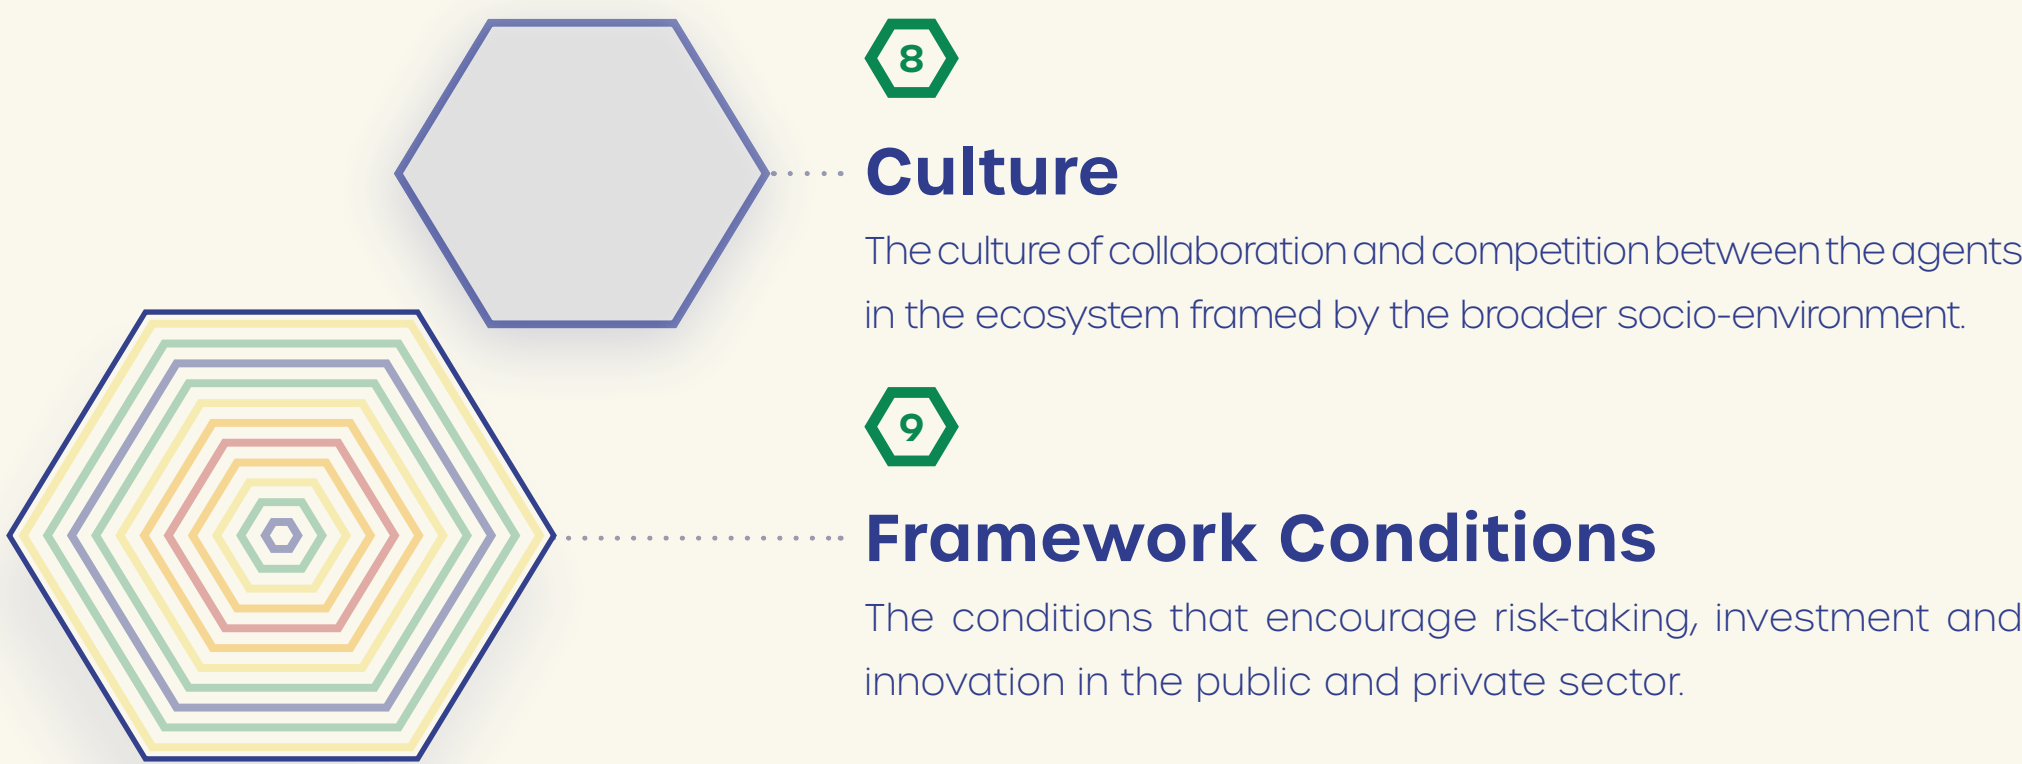 8
Culture
The culture of collaboration and competition between the agents
in the ecosystem framed by the broader socio-environment.
9
Framework Conditions
The conditions that encourage risk-taking, investment and
innovation in the public and private sector.